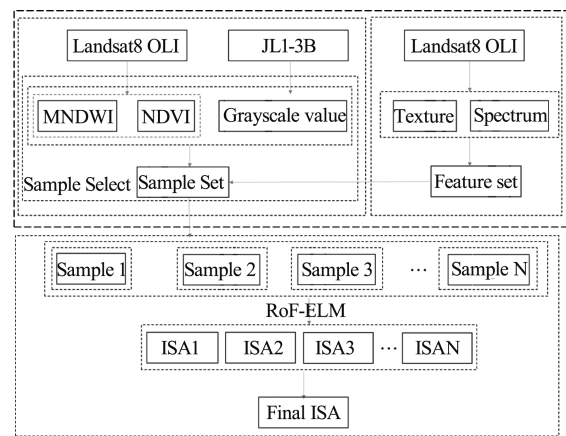 Landsat8 OLI
JL1-3B
Landsat8 OLI
MNDWI
NDVI
Grayscale value
Texture
Spectrum
Sample Select
Sample Set
Feature set
Sample 1
Sample 2
Sample 3
...
Sample N
RoF-ELM
ISA1
ISA2
ISA3
...
ISAN
Final ISA